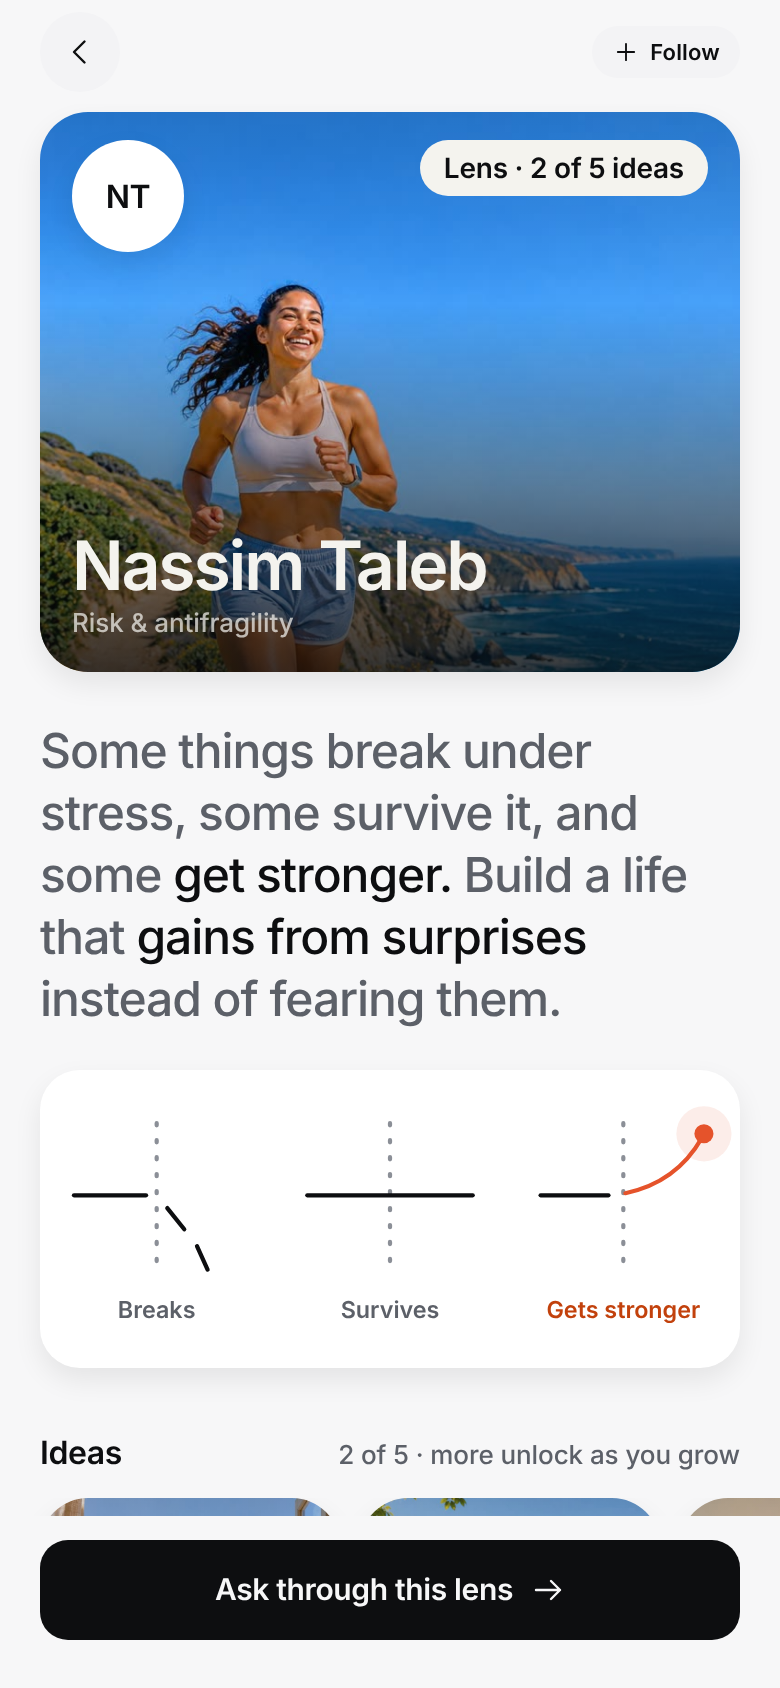 Follow
NT
Lens · 2 of 5 ideas
Nassim Taleb
Risk & antifragility
Some things break under
stress, some survive it, and
some get stronger. Build a life
that gains from surprises
instead of fearing them.
Breaks
Survives
Gets stronger
Ideas
2 of 5 · more unlock as you grow
Ask through this lens